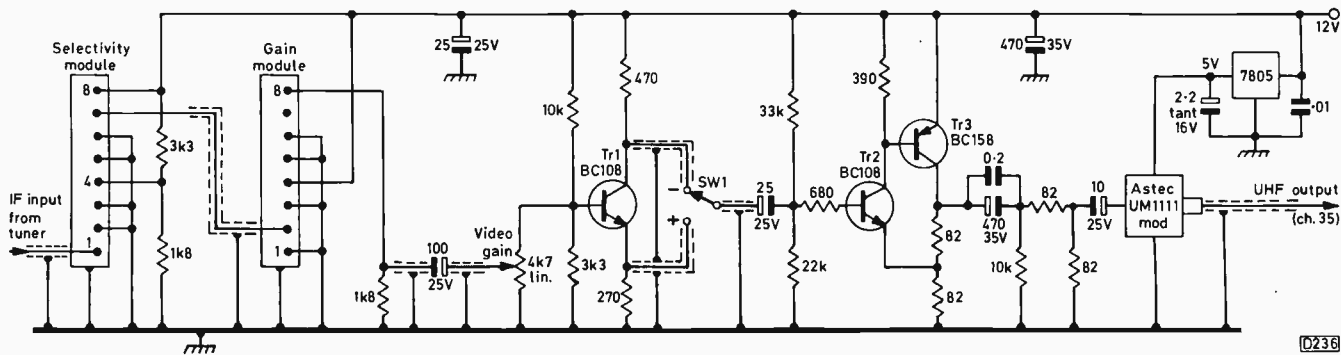 Selectivity
module
8
4
1
3k3
1k8
IF input
from
tuner
Gain
module
8
1
25
25V
1k8
100
25V
Video
gain
4k7
lin.
10k
3k3
470
Tr1
BC108
270
−
+
SW1
25
25V
33k
22k
680
390
Tr2
BC108
Tr3
BC158
470
35V
0·2
470
35V
82
82
10k
82
82
10
25V
5V
2·2
tant
16V
7805
·01
12V
Astec
UM1111
mod
UHF output
(ch. 35)
D236